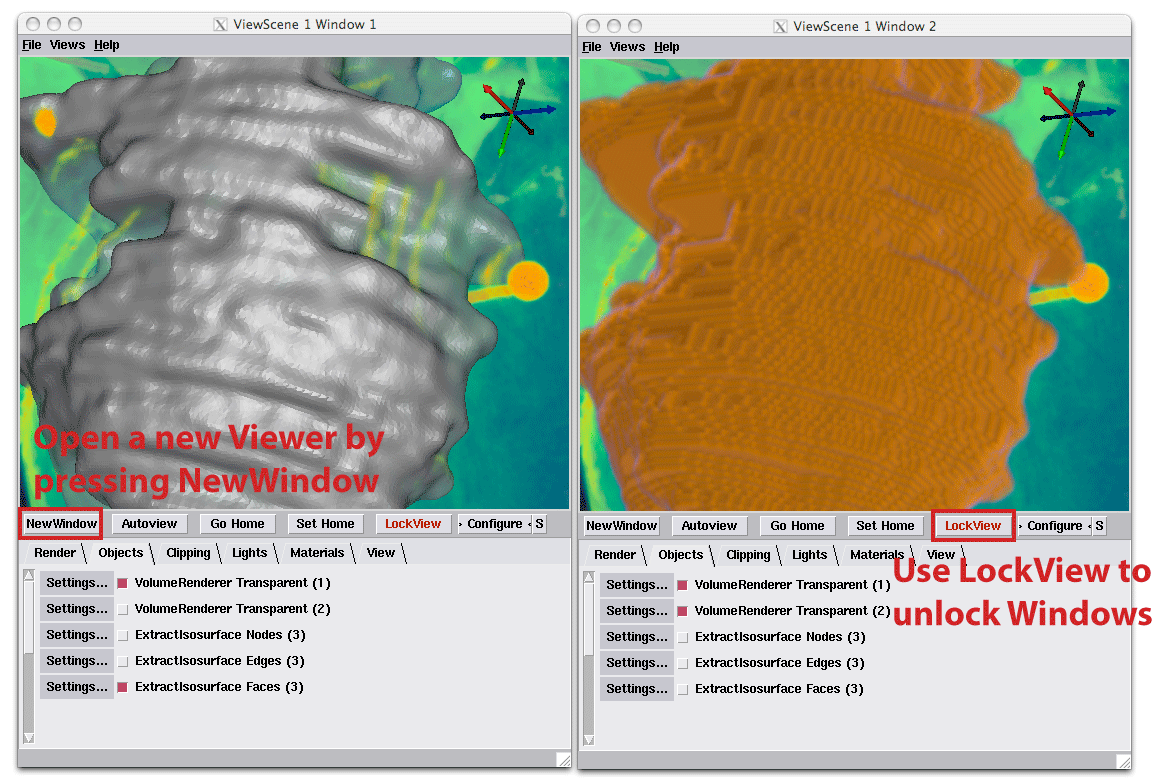 ViewScene 1 Window 1
File Views Help
Open a new Viewer by
pressing NewWindow
NewWindow Autoview Go Home Set Home LockView > Configure < S
Render Objects Clipping Lights Materials View
Settings... VolumeRenderer Transparent (1)
Settings... VolumeRenderer Transparent (2)
Settings... ExtractIsosurface Nodes (3)
Settings... ExtractIsosurface Edges (3)
Settings... ExtractIsosurface Faces (3)
ViewScene 1 Window 2
File Views Help
NewWindow Autoview Go Home Set Home LockView > Configure < S
Render Objects Clipping Lights Materials View
Use LockView to
unlock Windows
Settings... VolumeRenderer Transparent (1)
Settings... VolumeRenderer Transparent (2)
Settings... ExtractIsosurface Nodes (3)
Settings... ExtractIsosurface Edges (3)
Settings... ExtractIsosurface Faces (3)